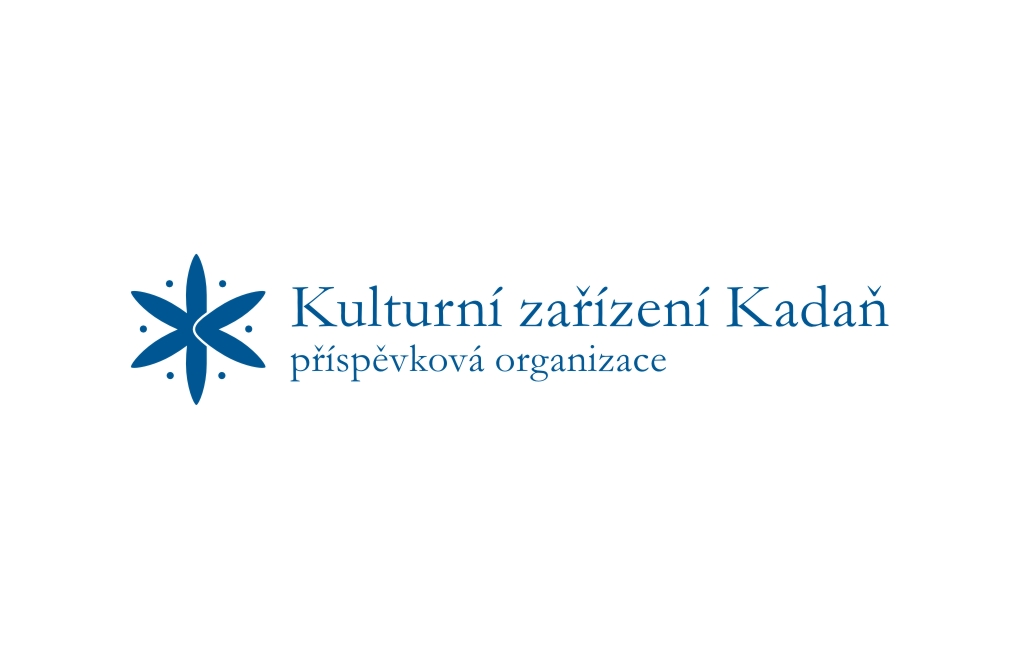 Kulturní zařízení Kadaň
příspěvková organizace